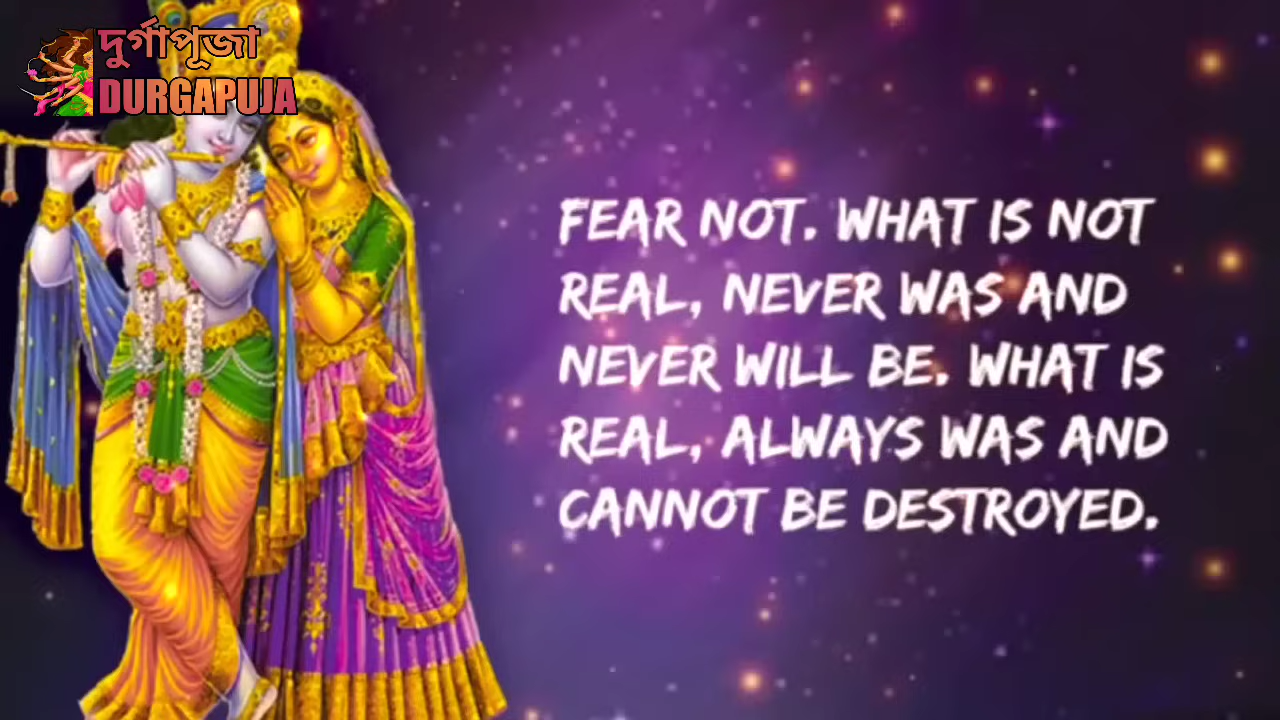 দুর্গাপূজা
DURGAPUJA
FEAR NOT. WHAT IS NOT
REAL, NEVER WAS AND
NEVER WILL BE. WHAT IS
REAL, ALWAYS WAS AND
CANNOT BE DESTROYED.